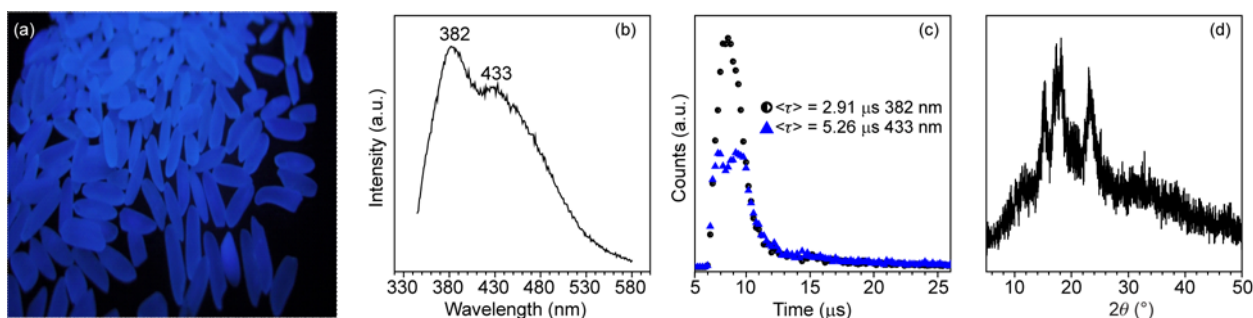 (a)
(b)
382
433
Intensity (a.u.)
330 380 430 480 530 580
Wavelength (nm)
(c)
<τ> = 2.91 μs 382 nm
<τ> = 5.26 μs 433 nm
Counts (a.u.)
5 10 15 20 25
Time (μs)
(d)
10 20 30 40 50
2θ (°)